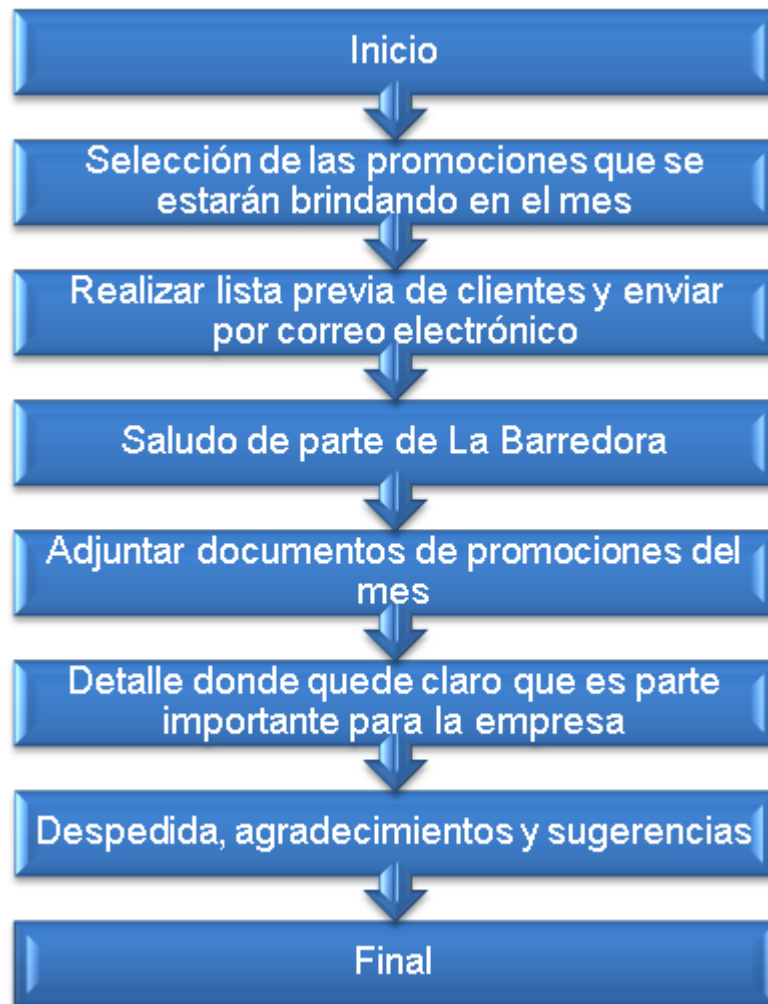 Inicio
Selección de las promociones que se
estarán brindando en el mes
Realizar lista previa de clientes y enviar
por correo electrónico
Saludo de parte de La Barredora
Adjuntar documentos de promociones del
mes
Detalle donde quede claro que es parte
importante para la empresa
Despedida, agradecimientos y sugerencias
Final